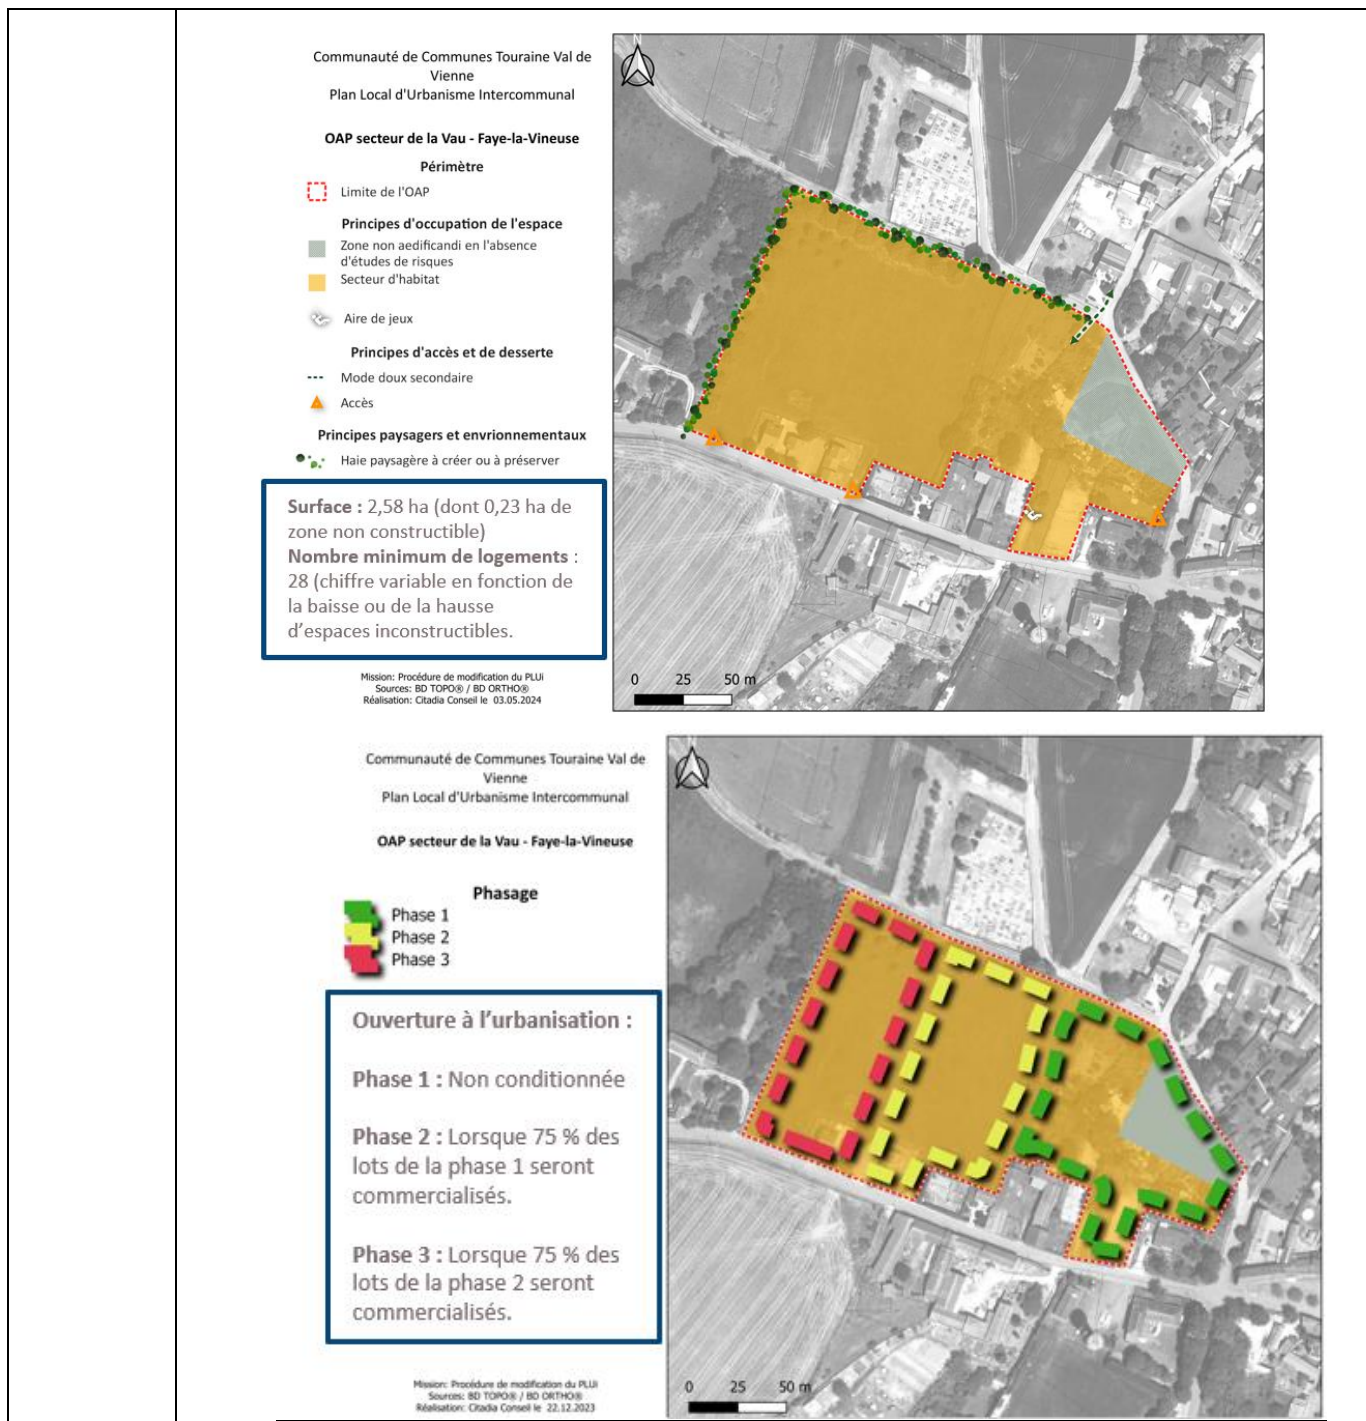 Communauté de Communes Touraine Val de
Vienne
Plan Local d'Urbanisme Intercommunal
OAP secteur de la Vau - Faye-la-Vineuse
Périmètre
Limite de l'OAP
Principes d'occupation de l'espace
Zone non aedificandi en l'absence
d'études de risques
Secteur d'habitat
Aire de jeux
Principes d'accès et de desserte
Mode doux secondaire
Accès
Principes paysagers et envrionnementaux
Haie paysagère à créer ou à préserver
Surface : 2,58 ha (dont 0,23 ha de
zone non constructible)
Nombre minimum de logements :
28 (chiffre variable en fonction de
la baisse ou de la hausse
d'espaces inconstructibles.
Mission: Procédure de modification du PLUi
Sources: BD TOPO® / BD ORTHO®
Réalisation: Citadia Conseil le 03.05.2024
N
0 25 50 m
Communauté de Communes Touraine Val de
Vienne
Plan Local d'Urbanisme Intercommunal
OAP secteur de la Vau - Faye-la-Vineuse
Phasage
Phase 1
Phase 2
Phase 3
Ouverture à l'urbanisation :
Phase 1 : Non conditionnée
Phase 2 : Lorsque 75 % des
lots de la phase 1 seront
commercialisés.
Phase 3 : Lorsque 75 % des
lots de la phase 2 seront
commercialisés.
Mission: Procédure de modification du PLUi
Sources: BD TOPO® / BD ORTHO®
Réalisation: Citadia Conseil le 22.12.2023
0 25 50 m